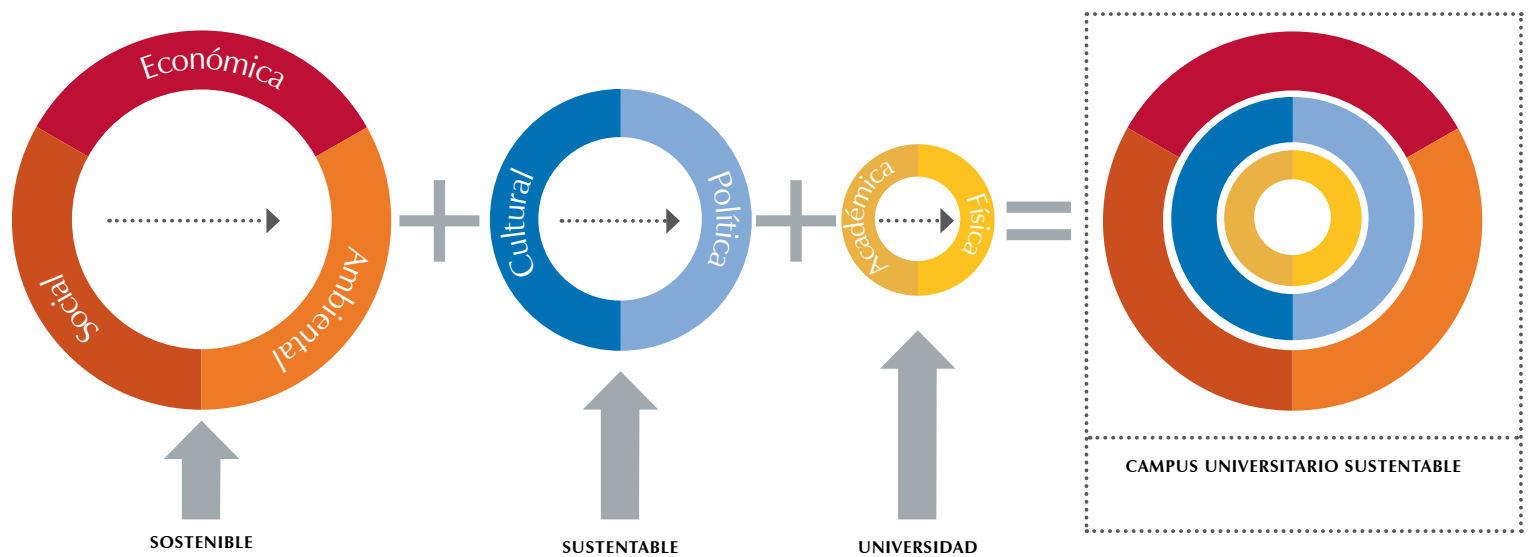 Económica
Social
Ambiental
Cultural
Política
Académica
Física
SOSTENIBLE
SUSTENTABLE
UNIVERSIDAD
CAMPUS UNIVERSITARIO SUSTENTABLE